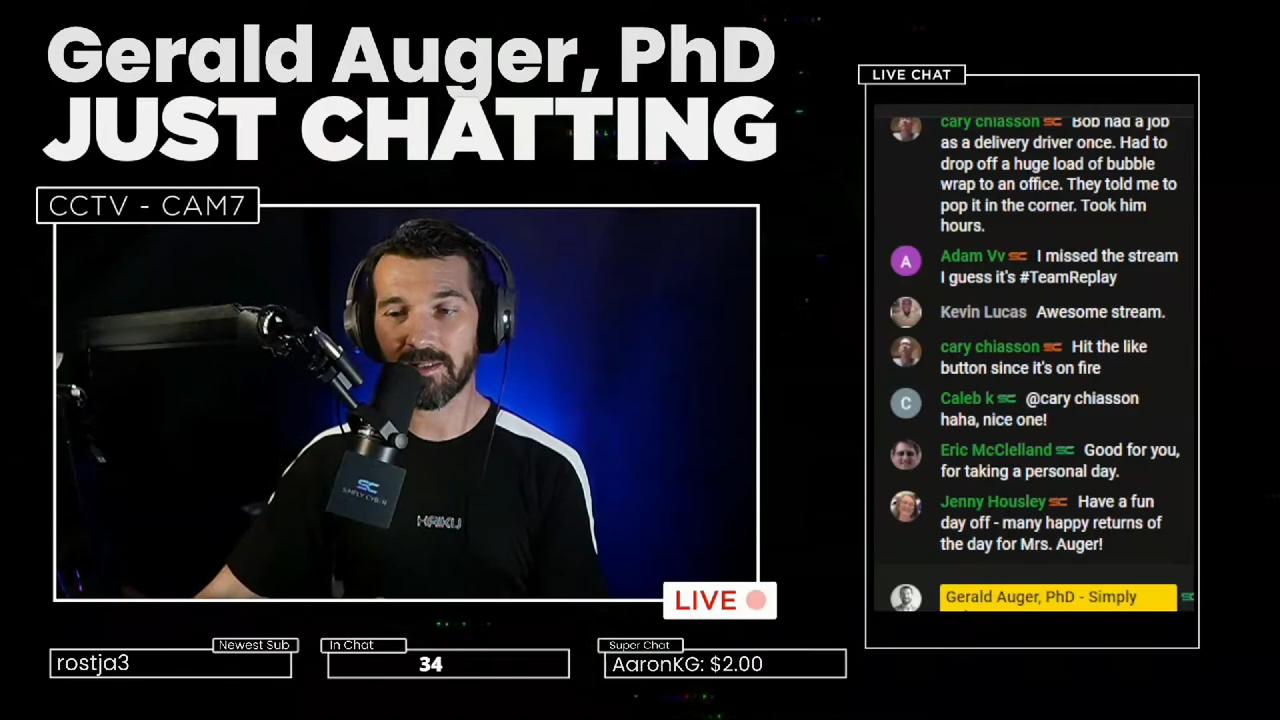 Gerald Auger, PhD
JUST CHATTING
CCTV - CAM7
SIMPLY CYBER
HAIKU
LIVE
Newest Sub
rostja3
In Chat
34
Super Chat
AaronKG: $2.00
LIVE CHAT
cary chiasson Bob had a job
as a delivery driver once. Had to
drop off a huge load of bubble
wrap to an office. They told me to
pop it in the corner. Took him
hours.
A
Adam Vv I missed the stream
I guess it's #TeamReplay
Kevin Lucas Awesome stream.
cary chiasson Hit the like
button since it's on fire
C
Caleb k @cary chiasson
haha, nice one!
Eric McClelland Good for you,
for taking a personal day.
Jenny Housley Have a fun
day off - many happy returns of
the day for Mrs. Auger!
Gerald Auger, PhD - Simply